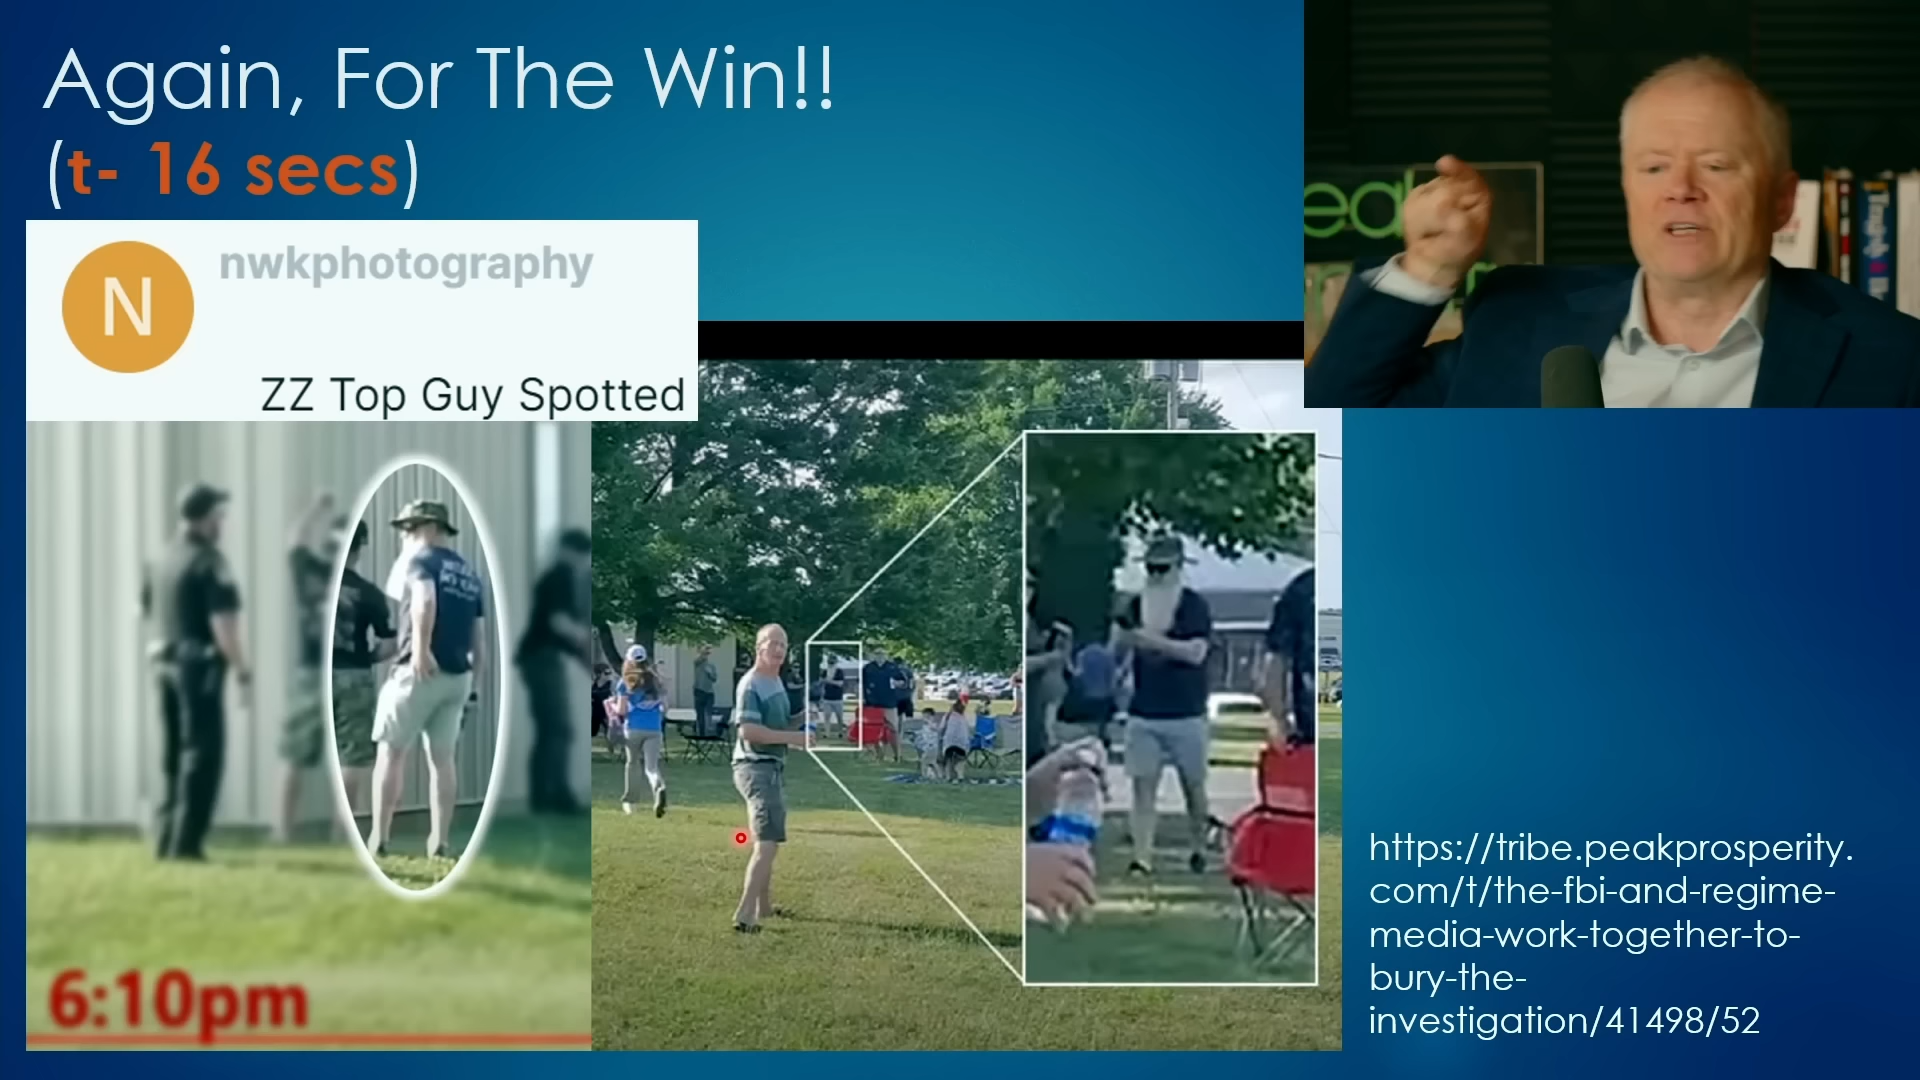 Again, For The Win!!
(t- 16 secs)
N
nwkphotography
ZZ Top Guy Spotted
6:10pm
https://tribe.peakprosperity.
com/t/the-fbi-and-regime-
media-work-together-to-
bury-the-
investigation/41498/52